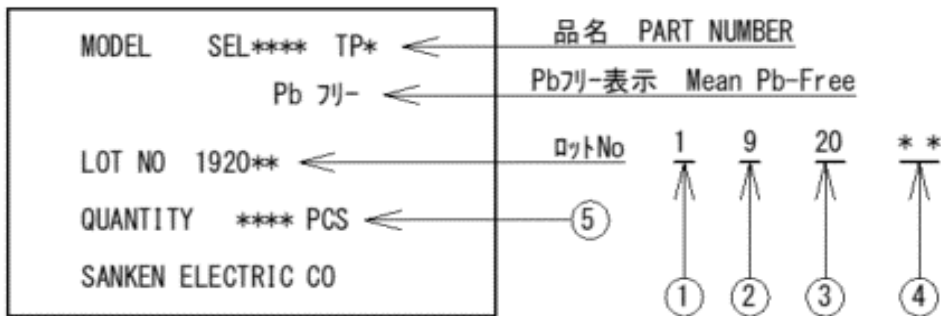 MODEL SEL**** TP*
Pb フリー
LOT NO 1920**
QUANTITY **** PCS
SANKEN ELECTRIC CO
品名 PART NUMBER
Pbフリー表示 Mean Pb-Free
ロットNo 1 9 20 **
⑤
① ② ③ ④